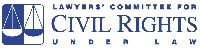 LAWYERS' COMMITTEE FOR
CIVIL RIGHTS
UNDER LAW